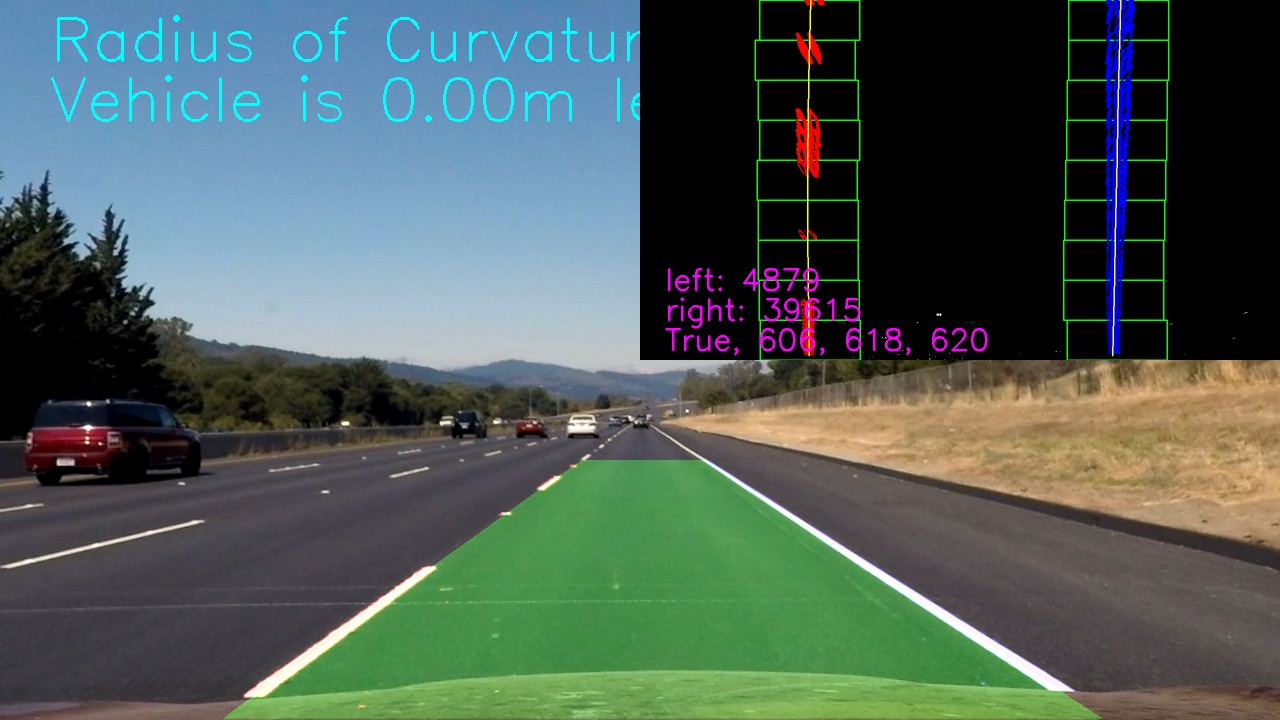 Radius of Curvatur
Vehicle is 0.00m le
left: 4879
right: 39615
True, 606, 618, 620